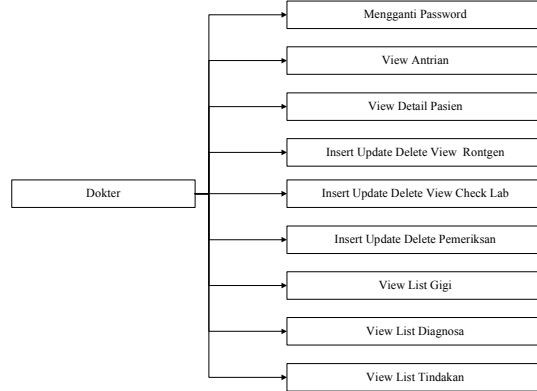 Mengganti Password
View Antrian
View Detail Pasien
Insert Update Delete View Rontgen
Dokter
Insert Update Delete View Check Lab
Insert Update Delete Pemeriksan
View List Gigi
View List Diagnosa
View List Tindakan